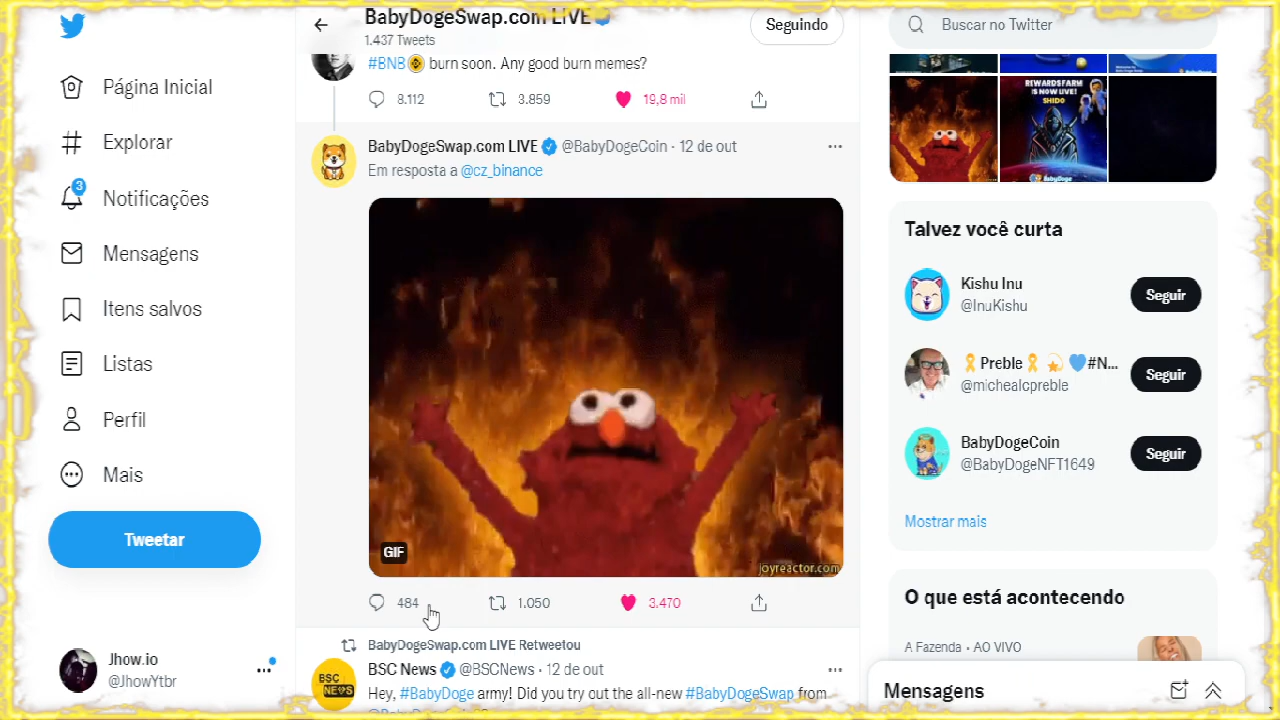 Página Inicial
Explorar
3
Notificações
Mensagens
Itens salvos
Listas
Perfil
Mais
Tweetar
Jhow.io
@JhowYtbr
BabyDogeSwap.com LIVE
1.437 Tweets
Seguindo
#BNB burn soon. Any good burn memes?
8.112 3.859 19,8 mil
BabyDogeSwap.com LIVE @BabyDogeCoin · 12 de out
Em resposta a @cz_binance
GIF
joyreactor.com
484 1.050 3.470
BabyDogeSwap.com LIVE Retweetou
BSC NEWS
BSC News @BSCNews · 12 de out
Hey, #BabyDoge army! Did you try out the all-new #BabyDogeSwap from
Buscar no Twitter
REWARDS FARM
IS NOW LIVE!
SHIDO
BabyDoge
Talvez você curta
Kishu Inu
@InuKishu
Seguir
Preble #N...
@michealcpreble
Seguir
BabyDogeCoin
@BabyDogeNFT1649
Seguir
Mostrar mais
O que está acontecendo
A Fazenda · AO VIVO
Mensagens